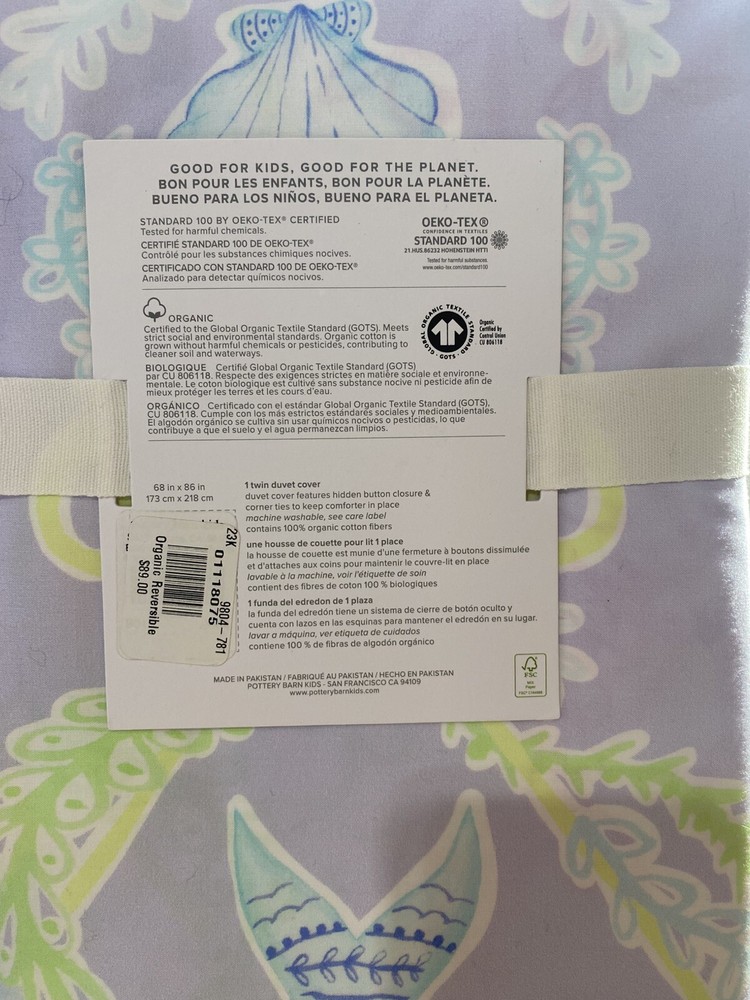 GOOD FOR KIDS, GOOD FOR THE PLANET.
BON POUR LES ENFANTS, BON POUR LA PLANÈTE.
BUENO PARA LOS NIÑOS, BUENO PARA EL PLANETA.
STANDARD 100 BY OEKO-TEX® CERTIFIED
Tested for harmful chemicals.
CERTIFIÉ STANDARD 100 DE OEKO-TEX®
Contrôlé pour les substances chimiques nocives.
CERTIFICADO CON STANDARD 100 DE OEKO-TEX®
Analizado para detectar químicos nocivos.
OEKO-TEX®
CONFIDENCE IN TEXTILES
STANDARD 100
21.HUS.86232 HOHENSTEIN HTTI
Tested for harmful substances.
www.oeko-tex.com/standard100
ORGANIC
Certified to the Global Organic Textile Standard (GOTS). Meets
strict social and environmental standards. Organic cotton is
grown without harmful chemicals or pesticides, contributing to
cleaner soil and waterways.
GLOBAL ORGANIC TEXTILE STANDARD · GOTS ·
Organic
Certified by
Control Union
CU 806118
BIOLOGIQUE Certifié Global Organic Textile Standard (GOTS)
par CU 806118. Respecte des exigences strictes en matière sociale et environne-
mentale. Le coton biologique est cultivé sans substance nocive ni pesticide afin de
mieux protéger les terres et les cours d'eau.
ORGÁNICO Certificado con el estándar Global Organic Textile Standard (GOTS),
CU 806118. Cumple con los más estrictos estándares sociales y medioambientales.
El algodón orgánico se cultiva sin usar químicos nocivos o pesticidas, lo que
contribuye a que el suelo y el agua permanezcan limpios.
68 in x 86 in
173 cm x 218 cm
1 twin duvet cover
duvet cover features hidden button closure &
corner ties to keep comforter in place
machine washable, see care label
contains 100% organic cotton fibers
une housse de couette pour lit 1 place
la housse de couette est munie d'une fermeture à boutons dissimulée
et d'attaches aux coins pour maintenir le couvre-lit en place
lavable à la machine, voir l'étiquette de soin
contient des fibres de coton 100 % biologiques
1 funda del edredon de 1 plaza
la funda del edredón tiene un sistema de cierre de botón oculto y
cuenta con lazos en las esquinas para mantener el edredón en su lugar.
lavar a máquina, ver etiqueta de cuidados
contiene 100 % de fibras de algodón orgánico
23K 9804-781
01118075
Organic Reversible
$89.00
MADE IN PAKISTAN / FABRIQUÉ AU PAKISTAN / HECHO EN PAKISTAN
POTTERY BARN KIDS - SAN FRANCISCO CA 94109
www.potterybarnkids.com
FSC
MIX
Paper